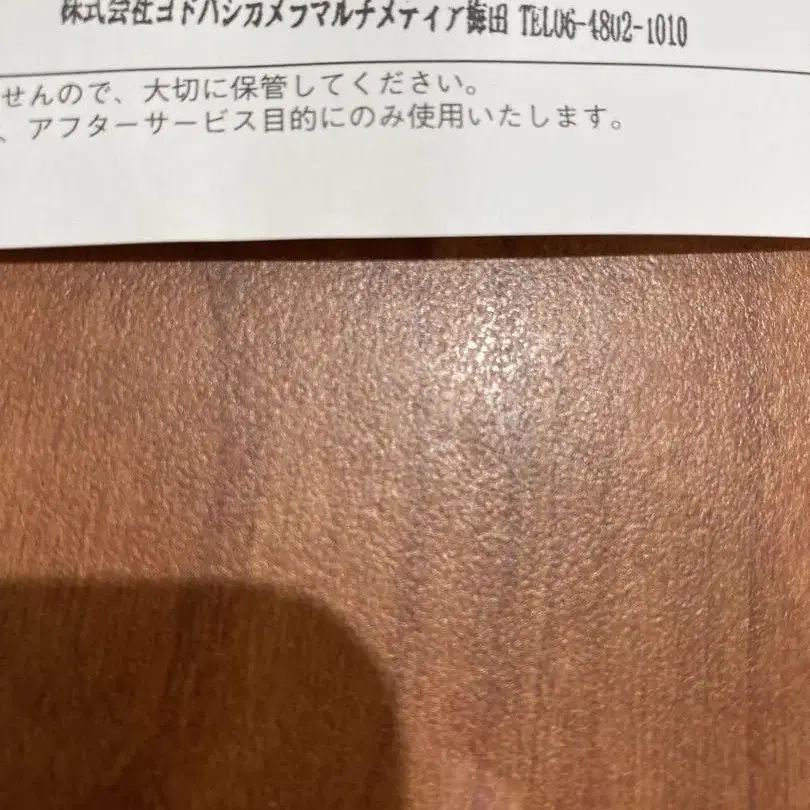 株式会社ヨドバシカメラマルチメディア梅田 TEL06-4802-1010
せんので、大切に保管してください。
、アフターサービス目的にのみ使用いたします。